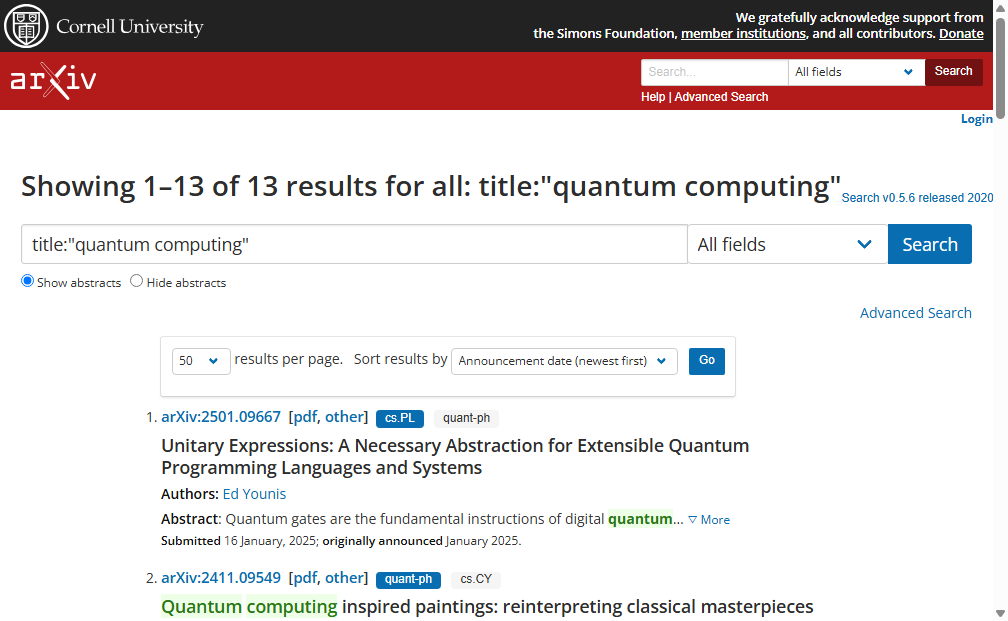 Cornell University
We gratefully acknowledge support from
the Simons Foundation, member institutions, and all contributors. Donate
arXiv
Search... All fields Search
Help | Advanced Search
Login
Showing 1–13 of 13 results for all: title:"quantum computing"
Search v0.5.6 released 2020
title:"quantum computing" All fields Search
Show abstracts Hide abstracts
Advanced Search
50 results per page. Sort results by Announcement date (newest first) Go
1. arXiv:2501.09667 [pdf, other] cs.PL quant-ph
Unitary Expressions: A Necessary Abstraction for Extensible Quantum
Programming Languages and Systems
Authors: Ed Younis
Abstract: Quantum gates are the fundamental instructions of digital quantum… ▽ More
Submitted 16 January, 2025; originally announced January 2025.
2. arXiv:2411.09549 [pdf, other] quant-ph cs.CY
Quantum computing inspired paintings: reinterpreting classical masterpieces